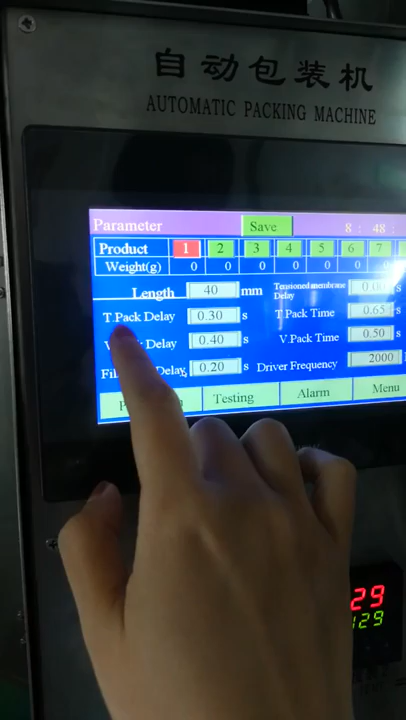 自动包装机
AUTOMATIC PACKING MACHINE
Parameter Save 8 : 48 :
Product 1 2 3 4 5 6 7
Weight(g) 0 0 0 0 0 0 0
Length 40 mm Tensioned membrane Delay
T.Pack Delay 0.30 s T.Pack Time 0.65 s
Delay 0.40 s V.Pack Time 0.50 s
Delay 0.20 s Driver Frequency 2000
Testing Alarm Menu
29
129